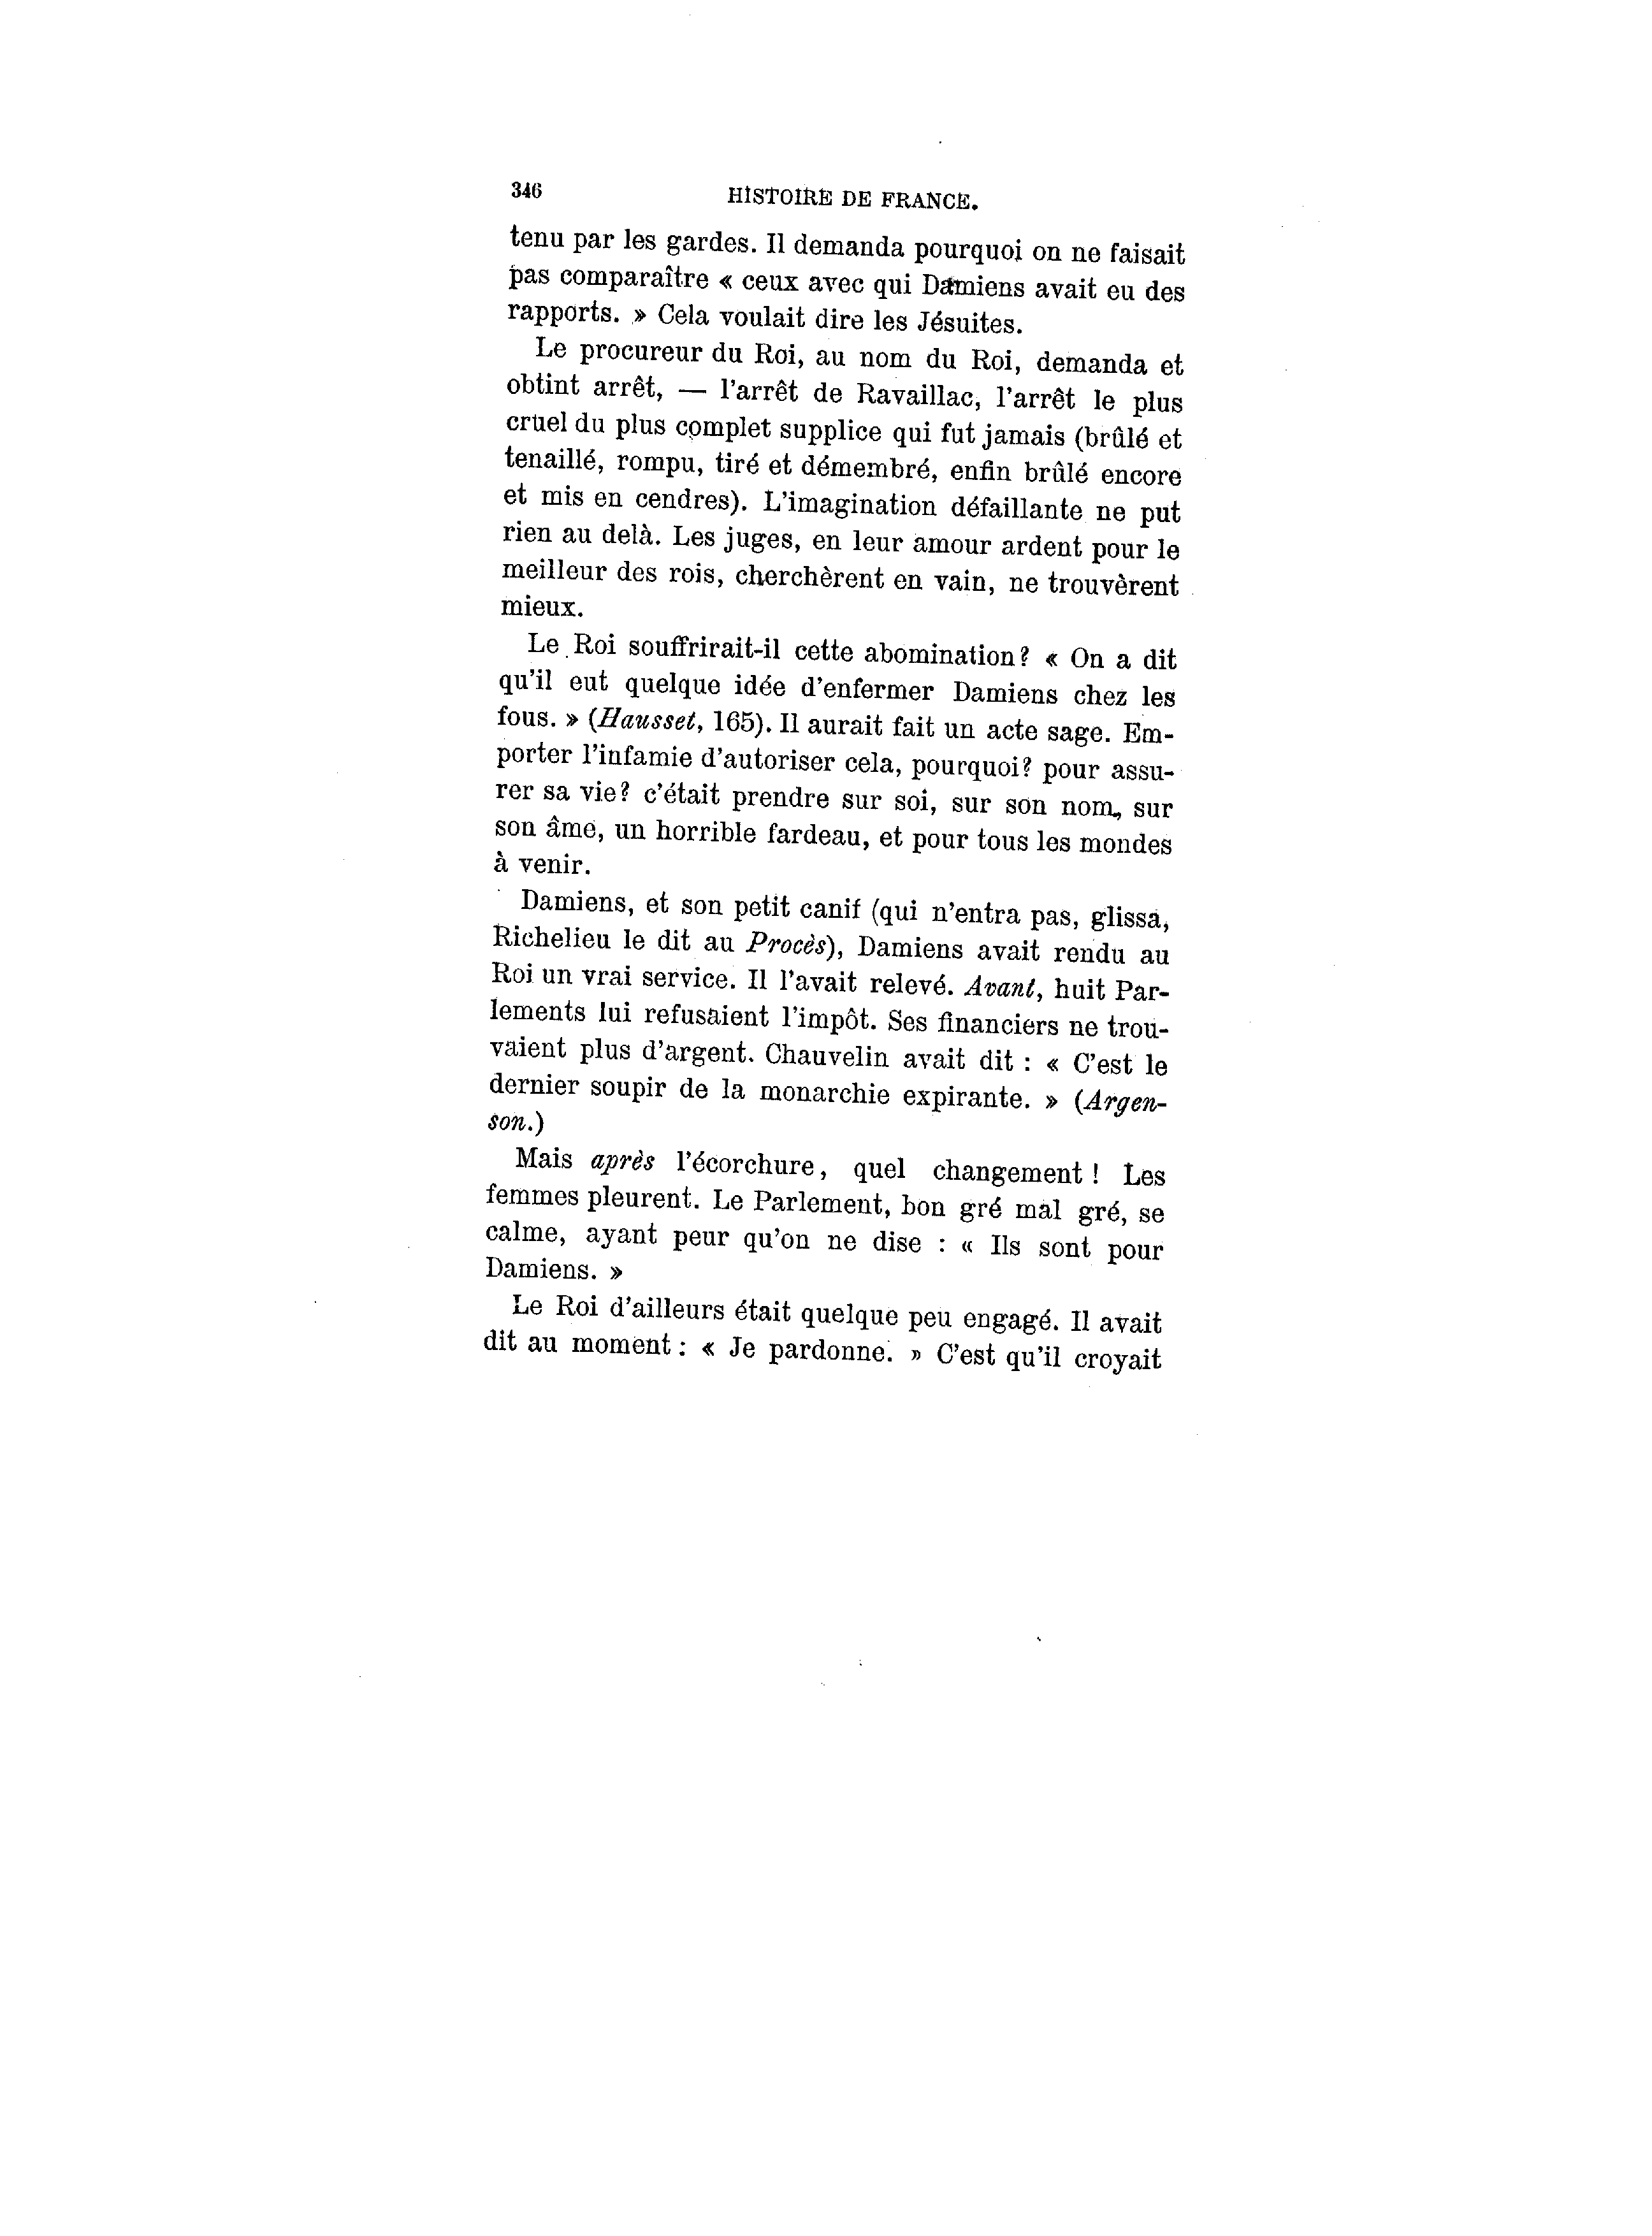 346
HISTOIRE DE FRANCE.
tenu par les gardes. Il demanda pourquoi on ne faisait
pas comparaître « ceux avec qui Damiens avait eu des
rapports. » Cela voulait dire les Jésuites.
Le procureur du Roi, au nom du Roi, demanda et
obtint arrêt, — l'arrêt de Ravaillac, l'arrêt le plus
cruel du plus complet supplice qui fut jamais (brûlé et
tenaillé, rompu, tiré et démembré, enfin brûlé encore
et mis en cendres). L'imagination défaillante ne put
rien au delà. Les juges, en leur amour ardent pour le
meilleur des rois, cherchèrent en vain, ne trouvèrent
mieux.
Le Roi souffrirait-il cette abomination? « On a dit
qu'il eut quelque idée d'enfermer Damiens chez les
fous. » (Hausset, 165). Il aurait fait un acte sage. Em-
porter l'infamie d'autoriser cela, pourquoi? pour assu-
rer sa vie? c'était prendre sur soi, sur son nom, sur
son âme, un horrible fardeau, et pour tous les mondes
à venir.
Damiens, et son petit canif (qui n'entra pas, glissa,
Richelieu le dit au Procès), Damiens avait rendu au
Roi un vrai service. Il l'avait relevé. Avant, huit Par-
lements lui refusaient l'impôt. Ses financiers ne trou-
vaient plus d'argent. Chauvelin avait dit : « C'est le
dernier soupir de la monarchie expirante. » (Argen-
son.)
Mais après l'écorchure, quel changement ! Les
femmes pleurent. Le Parlement, bon gré mal gré, se
calme, ayant peur qu'on ne dise : « Ils sont pour
Damiens. »
Le Roi d'ailleurs était quelque peu engagé. Il avait
dit au moment : « Je pardonne. » C'est qu'il croyait